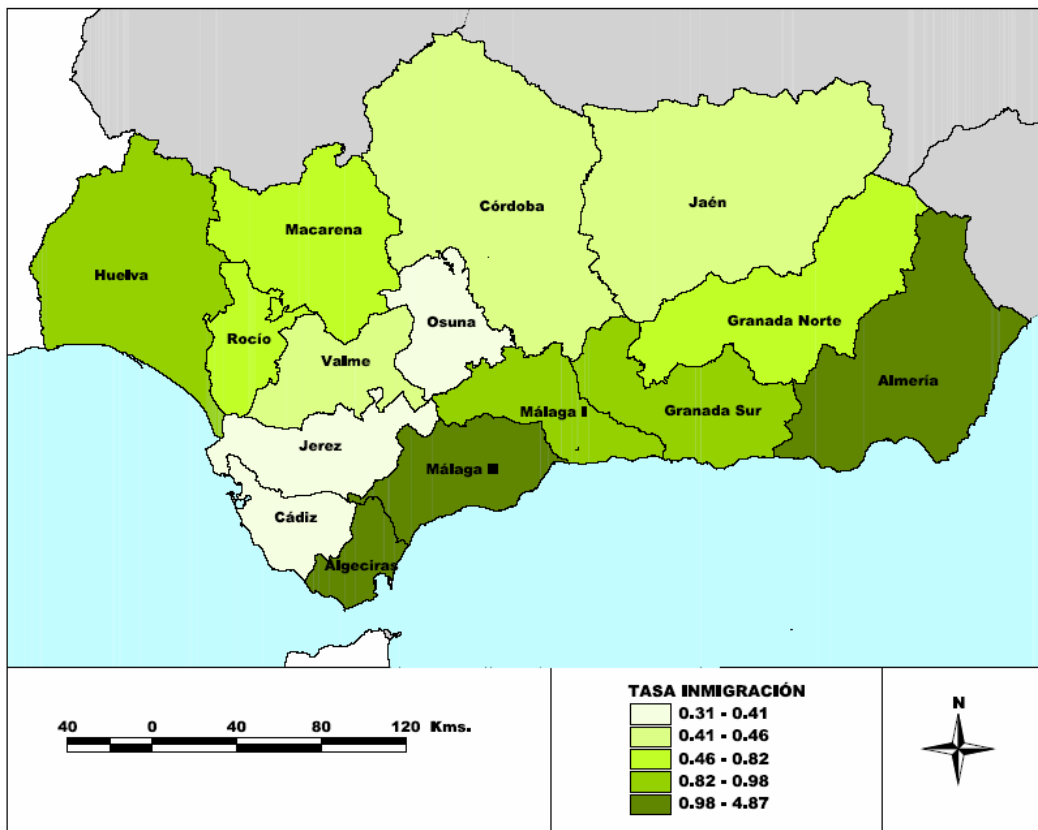 Córdoba
Jaén
Macarena
Huelva
Osuna
Granada Norte
Rocío
Valme
Almería
Málaga I
Granada Sur
Jerez
Málaga II
Cádiz
Algeciras
TASA INMIGRACIÓN
0.31 - 0.41
0.41 - 0.46
0.46 - 0.82
0.82 - 0.98
0.98 - 4.87
40 0 40 80 120 Kms.
N